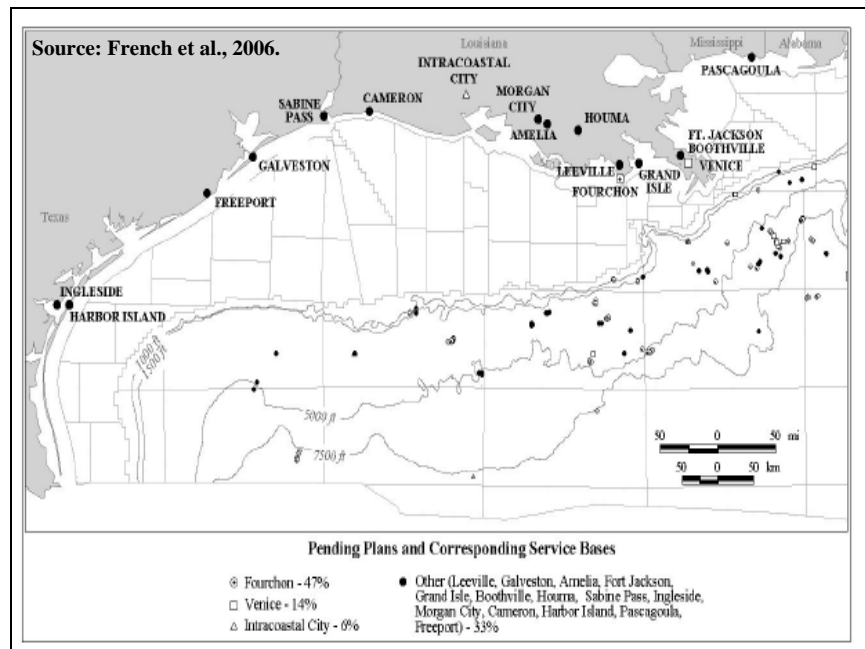 Source: French et al., 2006.
Louisiana
Mississippi
Alabama
INTRACOASTAL
CITY
PASCAGOULA
MORGAN
CITY
SABINE
PASS
CAMERON
HOUMA
AMELIA
FT. JACKSON
BOOTHVILLE
VENICE
GALVESTON
LEEVILLE
GRAND
ISLE
FOURCHON
FREEPORT
Texas
INGLESIDE
HARBOR ISLAND
1000 ft
1500 ft
5000 ft
7500 ft
50 0 50 mi
50 0 50 km
Pending Plans and Corresponding Service Bases
Fourchon - 47%
Venice - 14%
Intracoastal City - 6%
Other (Leeville, Galveston, Amelia, Fort Jackson,
Grand Isle, Boothville, Houma, Sabine Pass, Ingleside,
Morgan City, Cameron, Harbor Island, Pascagoula,
Freeport) - 33%